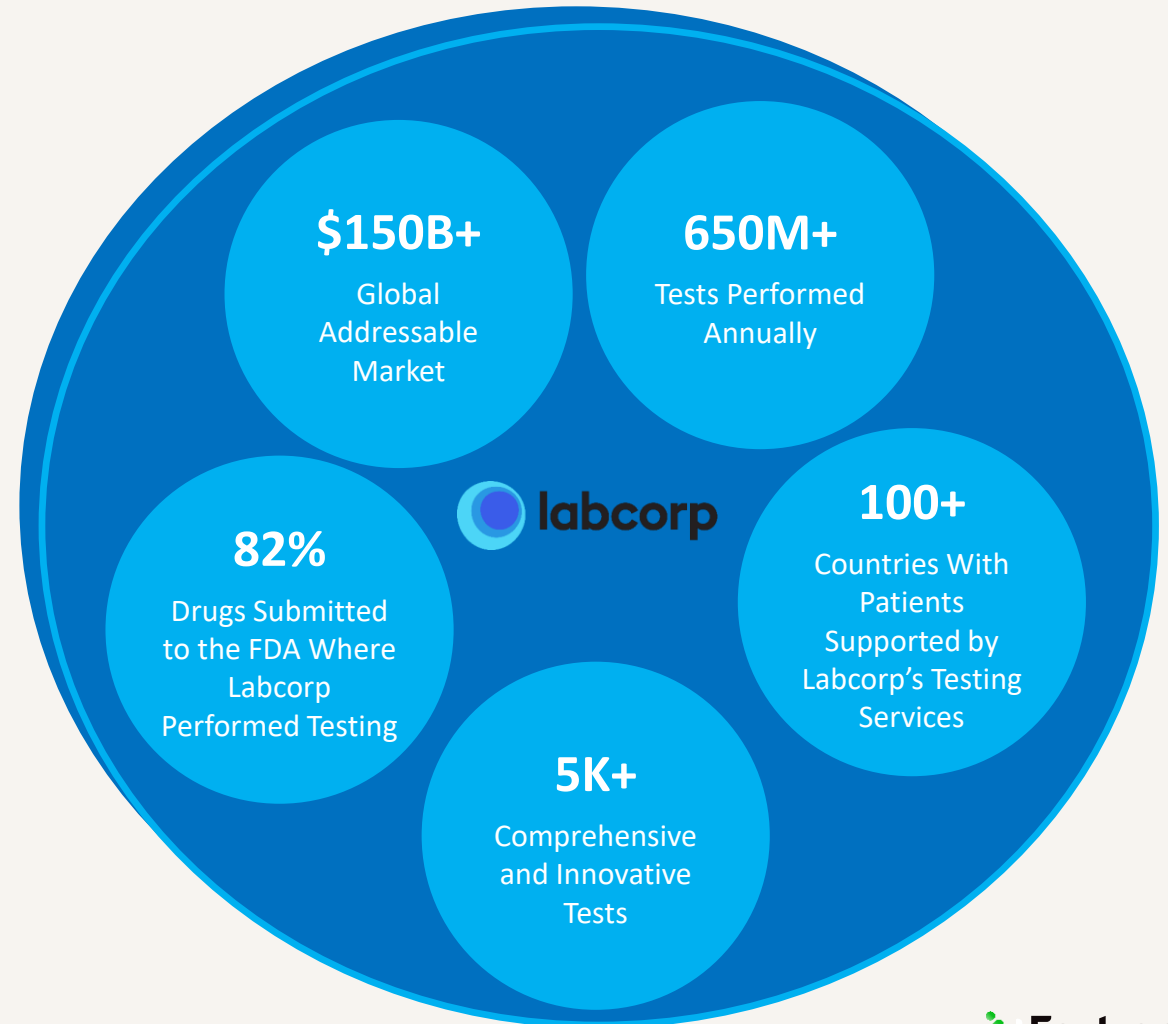 $150B+
Global
Addressable
Market
650M+
Tests Performed
Annually
labcorp
82%
Drugs Submitted
to the FDA Where
Labcorp
Performed Testing
100+
Countries With
Patients
Supported by
Labcorp’s Testing
Services
5K+
Comprehensive
and Innovative
Tests